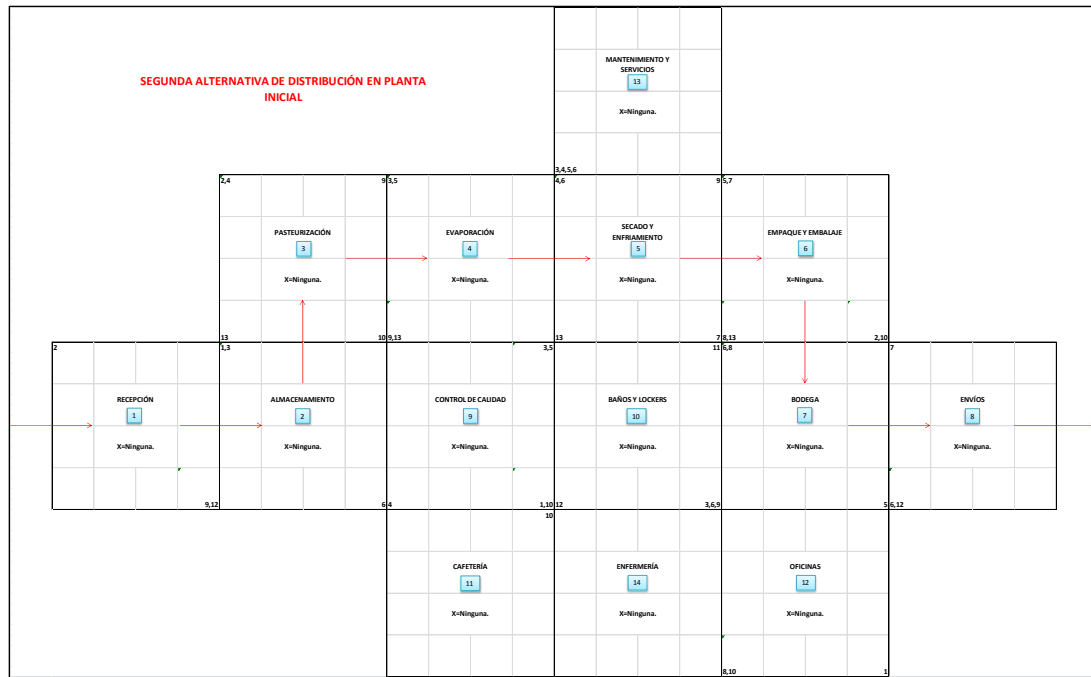 MANTENIMIENTO Y
SERVICIOS
13
X=Ninguna.
SEGUNDA ALTERNATIVA DE DISTRIBUCIÓN EN PLANTA
INICIAL
3,4,5,6
2,4 9 3,5 4,6 9 5,7
PASTEURIZACIÓN
3
X=Ninguna.
EVAPORACIÓN
4
X=Ninguna.
SECADO Y
ENFRIAMIENTO
5
X=Ninguna.
EMPAQUE Y EMBALAJE
6
X=Ninguna.
13 10 9,13 13 7 8,13 2,10
2 1,3 3,5 11 6,8 7
RECEPCIÓN
1
X=Ninguna.
ALMACENAMIENTO
2
X=Ninguna.
CONTROL DE CALIDAD
9
X=Ninguna.
BAÑOS Y LOCKERS
10
X=Ninguna.
BODEGA
7
X=Ninguna.
ENVÍOS
8
X=Ninguna.
9,12 6 4 1,10 12 3,6,9 5 6,12
10
CAFETERÍA
11
X=Ninguna.
ENFERMERÍA
14
X=Ninguna.
OFICINAS
12
X=Ninguna.
8,10 1